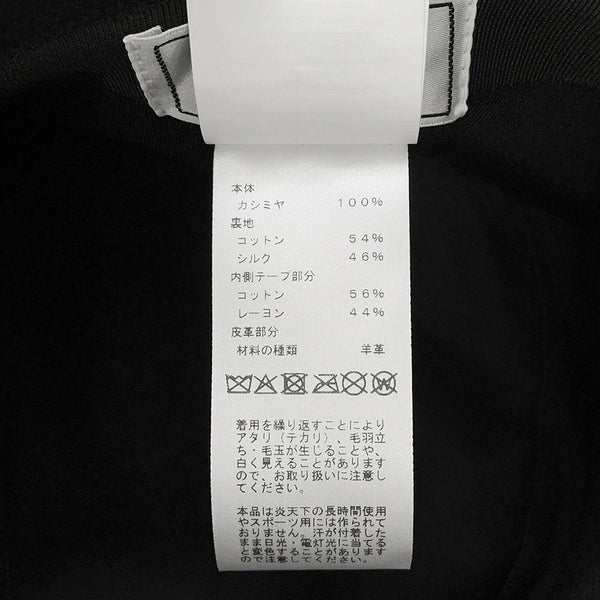 本体
カシミヤ 100%
裏地
コットン 54%
シルク 46%
内側テープ部分
コットン 56%
レーヨン 44%
皮革部分
材料の種類 羊革
着用を繰り返すことにより
アタリ（テカリ）、毛羽立
ち・毛玉が生じることや、
白く見えることがあります
ので、お取り扱いに注意し
てください。
本品は炎天下の長時間使用
やスポーツ用には作られて
おりません。汗が付着した
まま日光・電灯光に当てる
と変色することがあります
のでご注意ください。